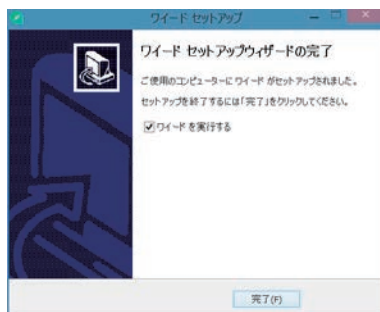 ワイード セットアップ
ワイード セットアップウィザードの完了
ご使用のコンピューターに ワイード がセットアップされました。
セットアップを終了するには「完了」をクリックしてください。
ワイード を実行する
完了(F)